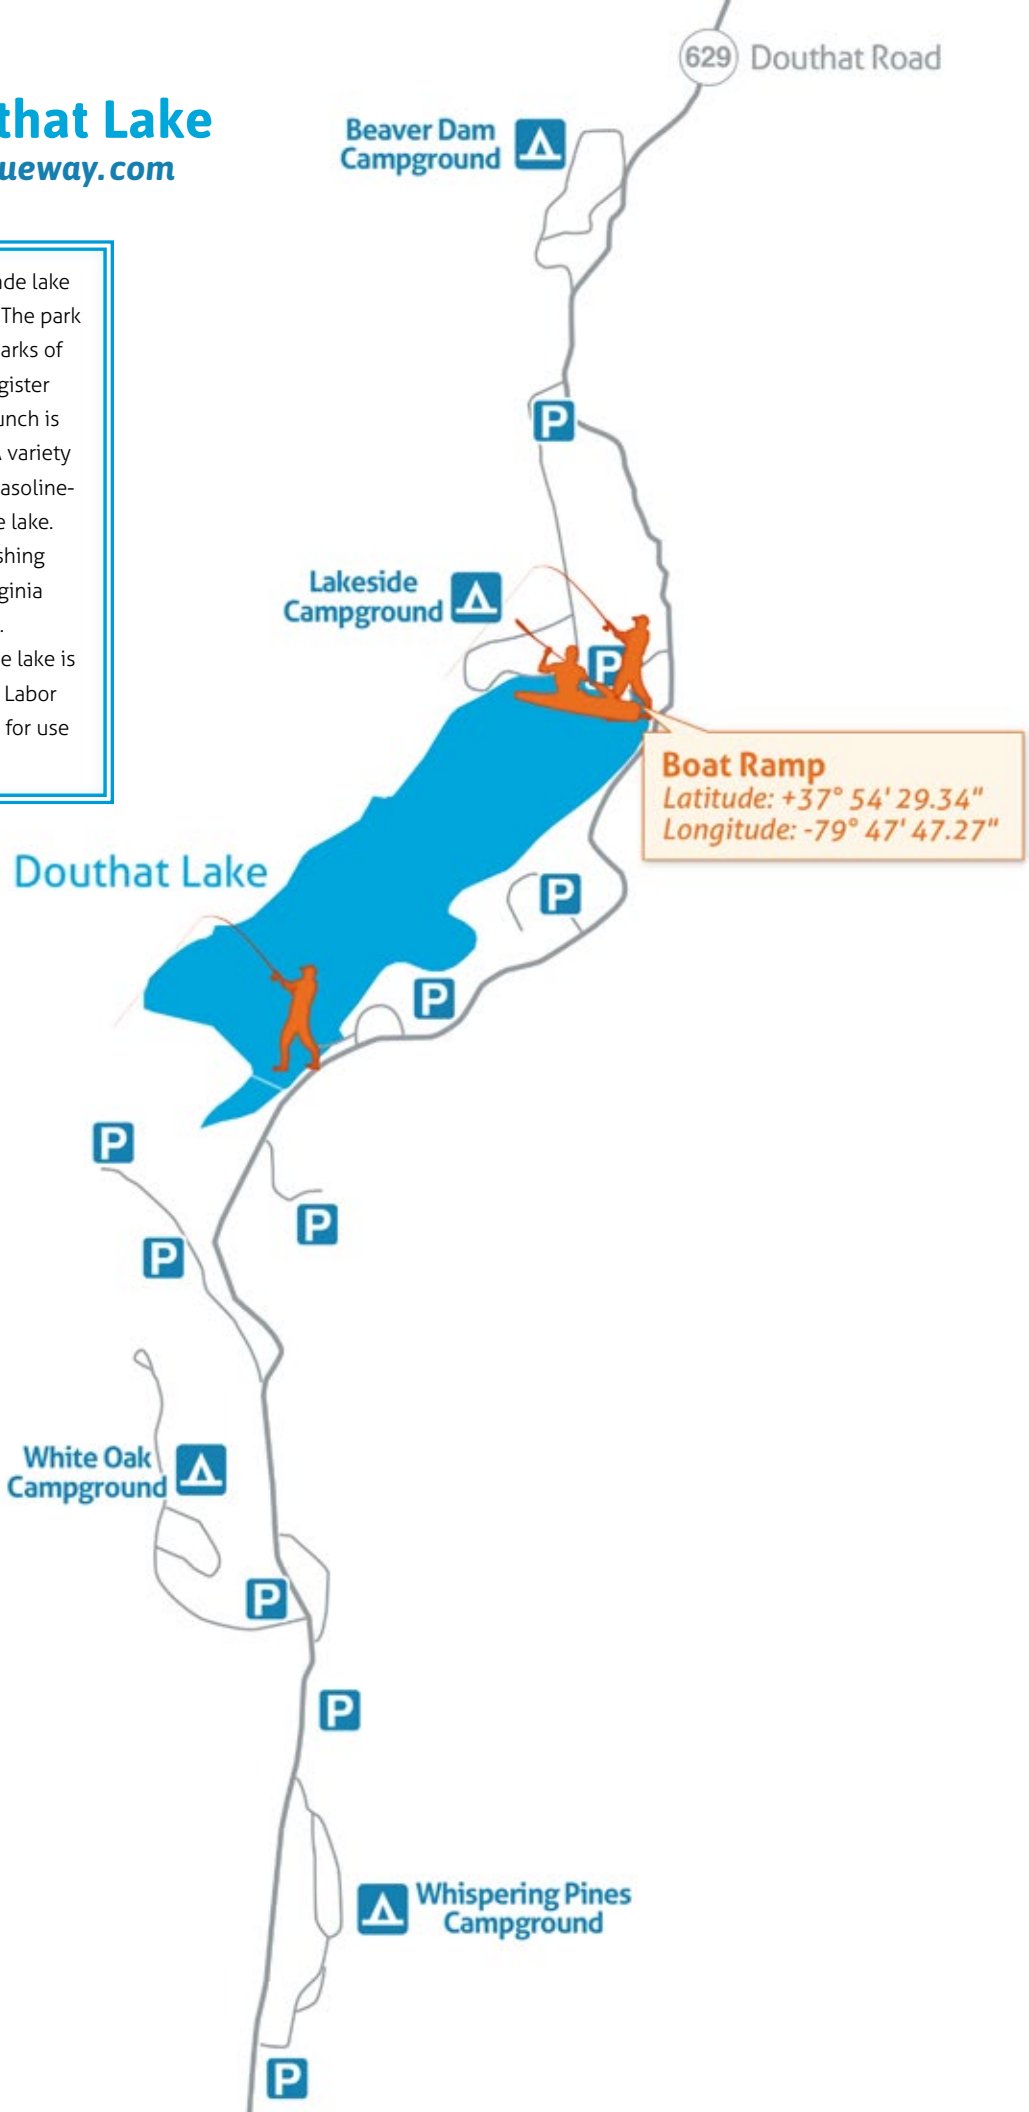 629 Douthat Road
that Lake
ueway.com
Beaver Dam
Campground
ade lake
The park
arks of
gister
unch is
A variety
asoline-
e lake.
shing
ginia
.
e lake is
Labor
for use
P
Lakeside
Campground
P
Boat Ramp
Latitude: +37° 54' 29.34"
Longitude: -79° 47' 47.27"
Douthat Lake
P
P
P
P
P
White Oak
Campground
P
P
Whispering Pines
Campground
P